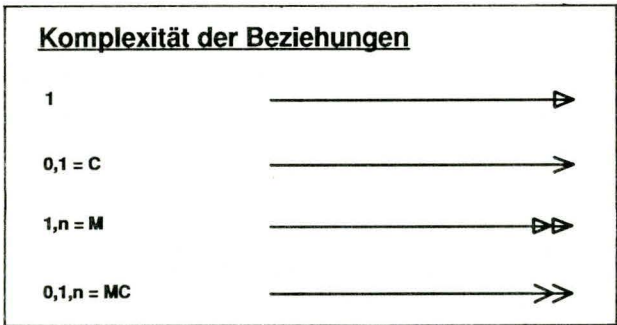 Komplexität der Beziehungen
1
0,1 = C
1,n = M
0,1,n = MC